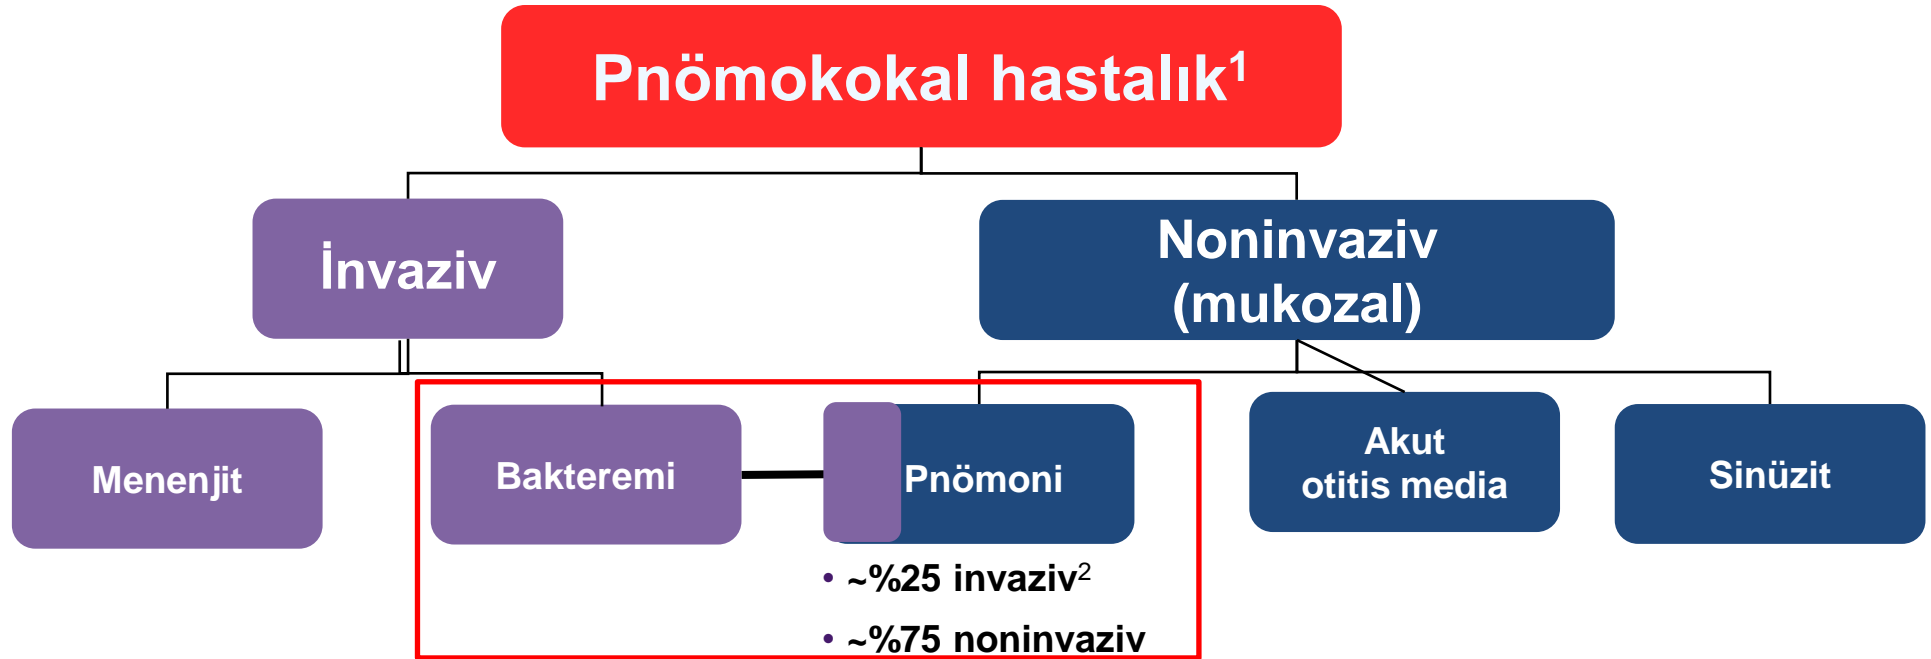 Pnömokokal hastalık1
İnvaziv
Noninvaziv
(mukozal)
Menenjit
Bakteremi
Pnömoni
Akut
otitis media
Sinüzit
• ~%25 invaziv2
• ~%75 noninvaziv